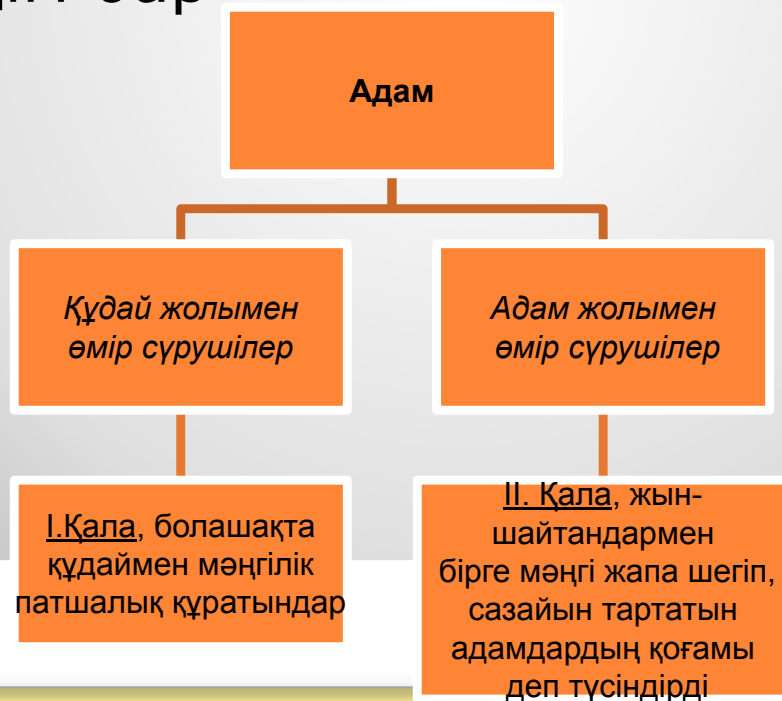 бар
Адам
Құдай жолымен
өмір сүрушілер
Адам жолымен
өмір сүрушілер
І.Қала, болашақта
құдаймен мәңгілік
патшалық құратындар
ІІ. Қала, жын-
шайтандармен
бірге мәңгі жапа шегіп,
сазайын тартатын
адамдардың қоғамы
деп түсіндірді